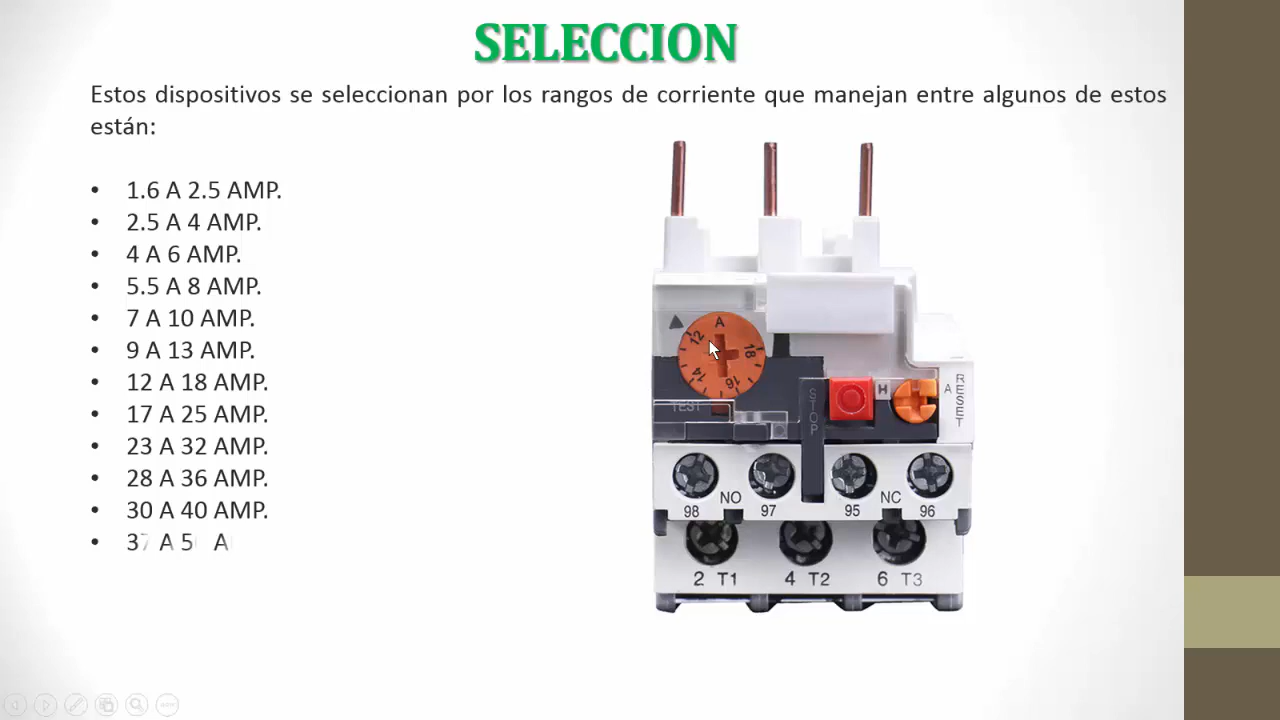 SELECCION
Estos dispositivos se seleccionan por los rangos de corriente que manejan entre algunos de estos
están:
• 1.6 A 2.5 AMP.
• 2.5 A 4 AMP.
• 4 A 6 AMP.
• 5.5 A 8 AMP.
• 7 A 10 AMP.
• 9 A 13 AMP.
• 12 A 18 AMP.
• 17 A 25 AMP.
• 23 A 32 AMP.
• 28 A 36 AMP.
• 30 A 40 AMP.
• 37 A 5 A
A
12
18
14
16
TEST
STOP
H
A
RESET
NO
NC
98
97
95
96
2 T1
4 T2
6 T3